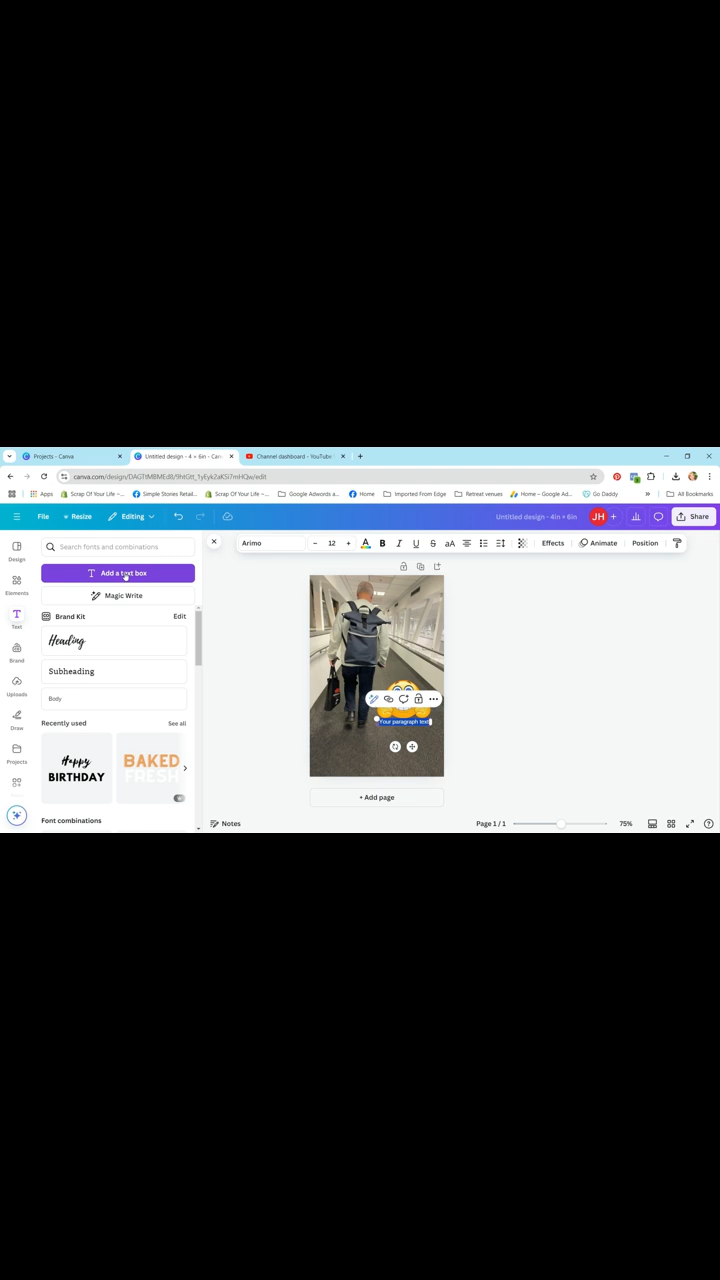 Projects - Canva
Untitled design - 4 × 6in - Can
Channel dashboard - YouTube
canva.com/design/
/edit
Apps
Scrap Of Your Life –...
Simple Stories Retail...
Scrap Of Your Life –...
Google Adwords a...
Home
Imported From Edge
Retreat venues
Home – Google Ad...
Go Daddy
All Bookmarks
File
Resize
Editing
Untitled design - 4in × 6in
JH
Share
Design
Elements
Text
Brand
Uploads
Draw
Projects
Search fonts and combinations
Add a text box
Magic Write
Brand Kit
Edit
Heading
Subheading
Body
Recently used
See all
Happy
BIRTHDAY
BAKED
FRESH
Font combinations
Arimo
– 12 +
A B I U S aA
Effects
Animate
Position
Your paragraph text
+ Add page
Notes
Page 1 / 1
75%